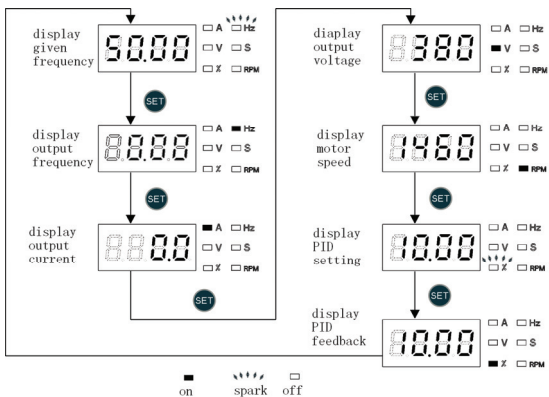 display
given
frequency
50.00
A Hz
V S
% RPM
SET
display
output
frequency
0.00
A Hz
V S
% RPM
SET
display
output
current
0.0
A Hz
V S
% RPM
SET
display
output
voltage
380
A Hz
V S
% RPM
SET
display
motor
speed
1460
A Hz
V S
% RPM
SET
display
PID
setting
10.00
A Hz
V S
% RPM
SET
display
PID
feedback
10.00
A Hz
V S
% RPM
on spark off